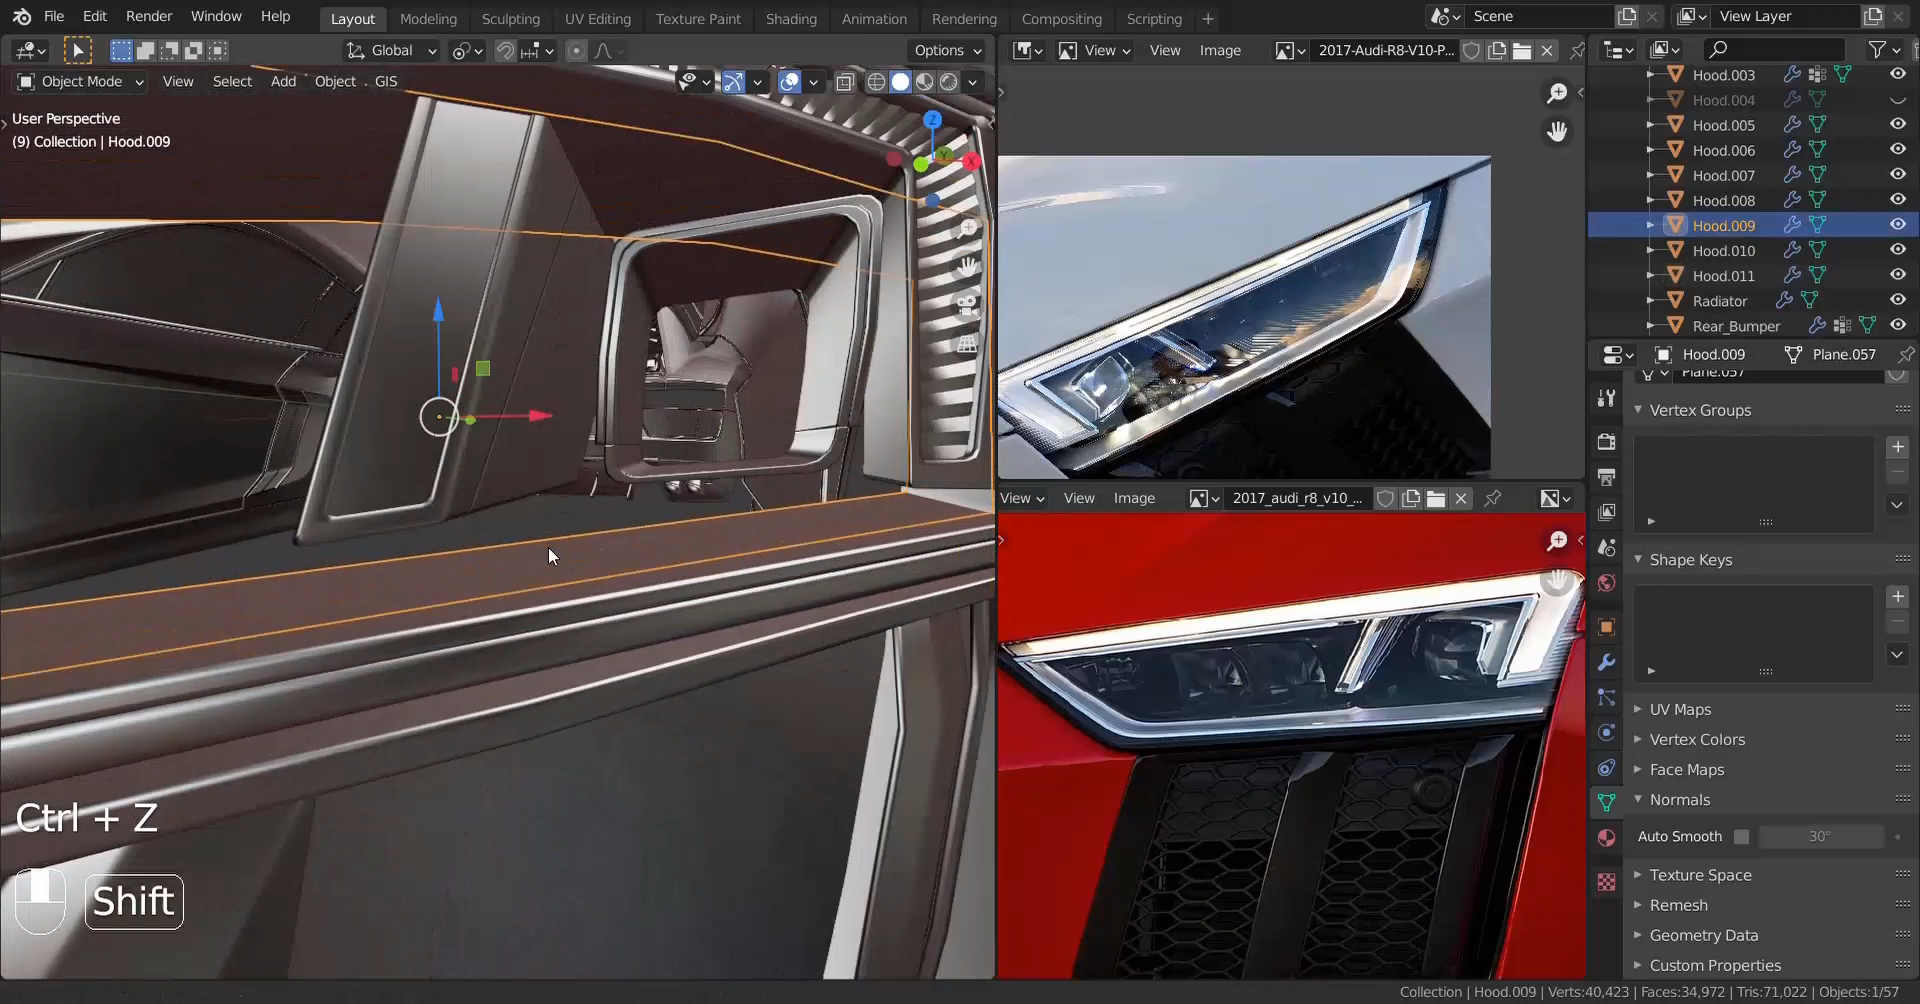 File Edit Render Window Help Layout Modeling Sculpting UV Editing Texture Paint Shading Animation Rendering Compositing Scripting + Scene View Layer
Global Options View View Image 2017-Audi-R8-V10-P...
Object Mode View Select Add Object GIS
User Perspective
(9) Collection | Hood.009
Z
Y
X
Ctrl + Z
Shift
View View Image 2017_audi_r8_v10_...
Hood.003
Hood.004
Hood.005
Hood.006
Hood.007
Hood.008
Hood.009
Hood.010
Hood.011
Radiator
Rear_Bumper
Hood.009 Plane.057
Plane.057
Vertex Groups
Shape Keys
UV Maps
Vertex Colors
Face Maps
Normals
Auto Smooth 30°
Texture Space
Remesh
Geometry Data
Custom Properties
Collection | Hood.009 | Verts:40,423 | Faces:34,972 | Tris:71,022 | Objects:1/57